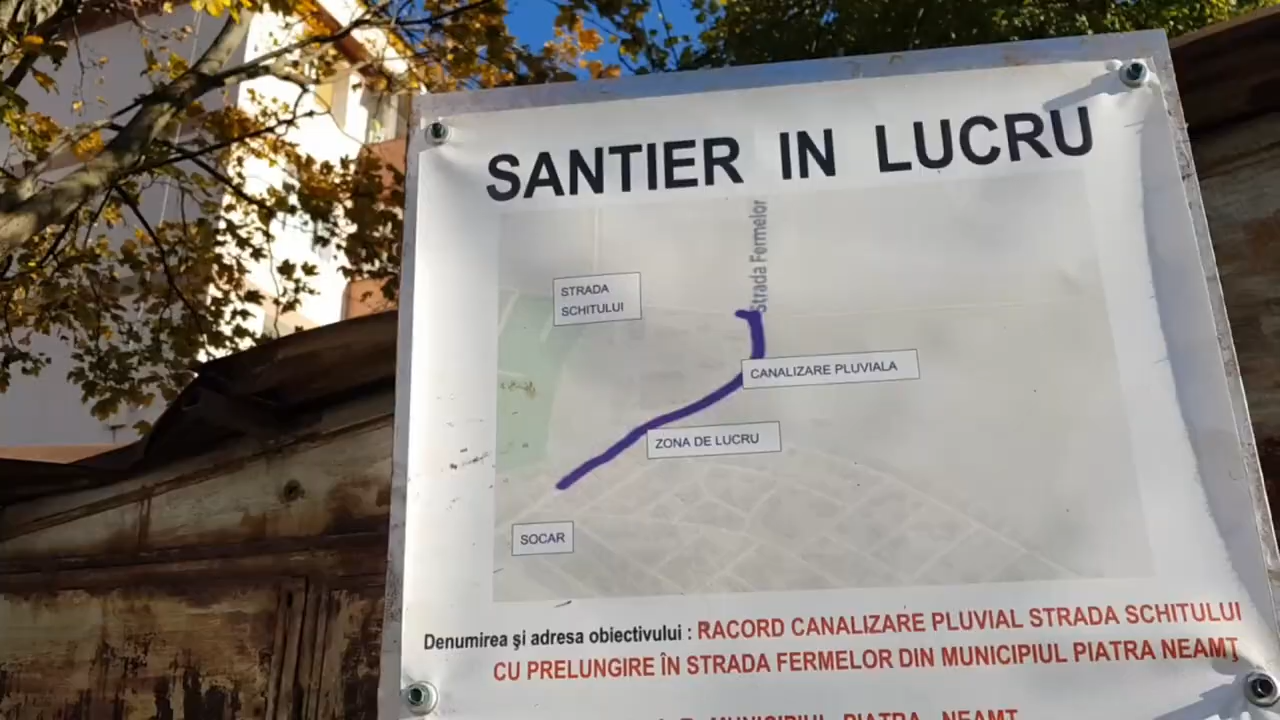 SANTIER IN LUCRU
Strada Fermelor
STRADA
SCHITULUI
CANALIZARE PLUVIALA
ZONA DE LUCRU
SOCAR
Denumirea şi adresa obiectivului : RACORD CANALIZARE PLUVIAL STRADA SCHITULUI
CU PRELUNGIRE ÎN STRADA FERMELOR DIN MUNICIPIUL PIATRA NEAMŢ
MUNICIPIUL PIATRA NEAMT